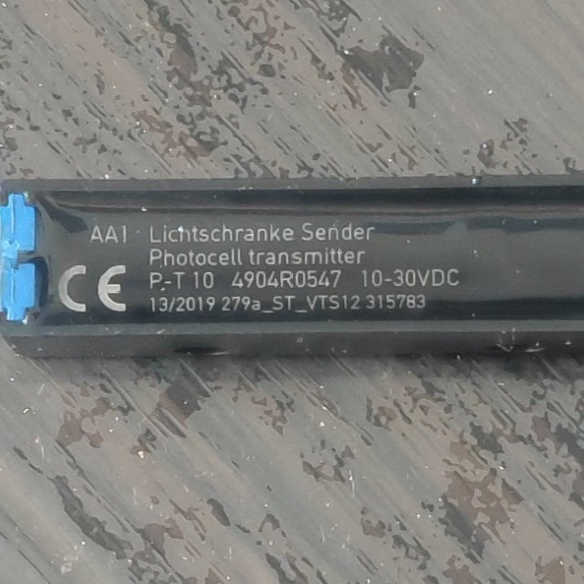 AA1 Lichtschranke Sender
Photocell transmitter
P.-T 10 4904R0547 10-30VDC
CE 13/2019 279a_ST_VTS12 315783